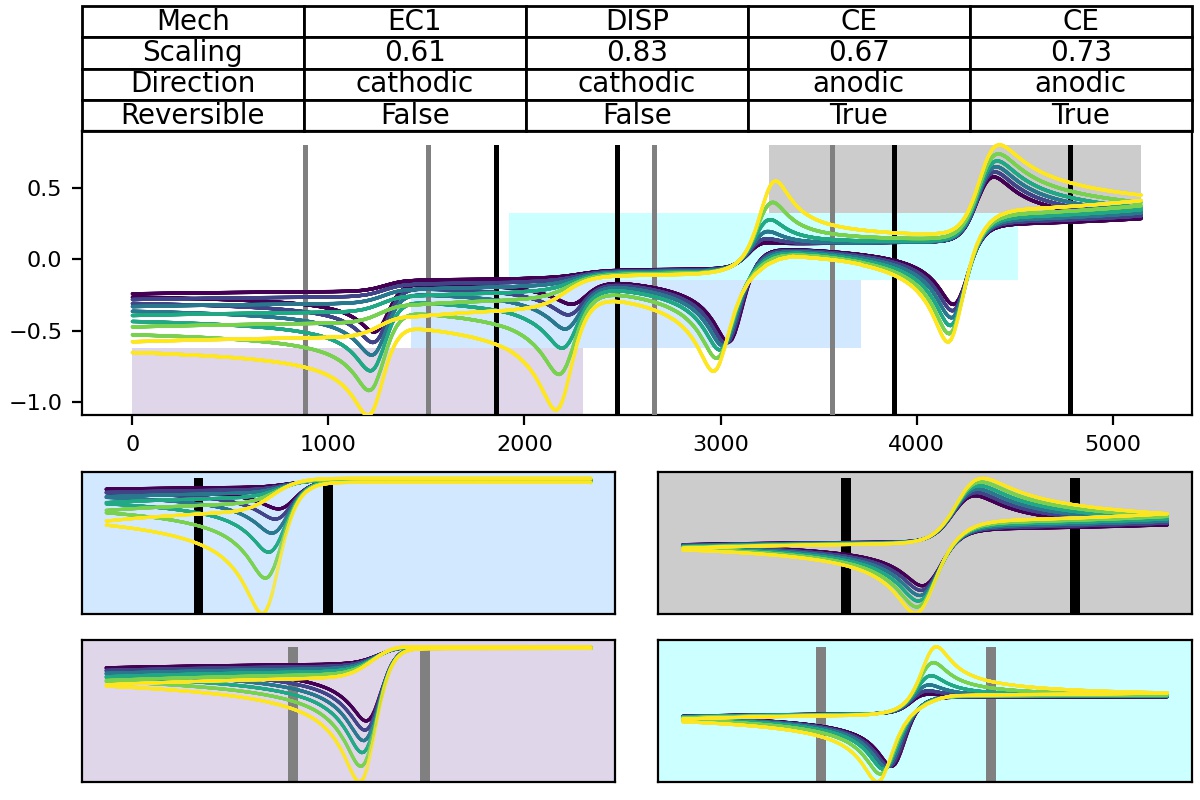 Mech EC1 DISP CE CE
Scaling 0.61 0.83 0.67 0.73
Direction cathodic cathodic anodic anodic
Reversible False False True True
0.5
0.0
−0.5
−1.0
0 1000 2000 3000 4000 5000